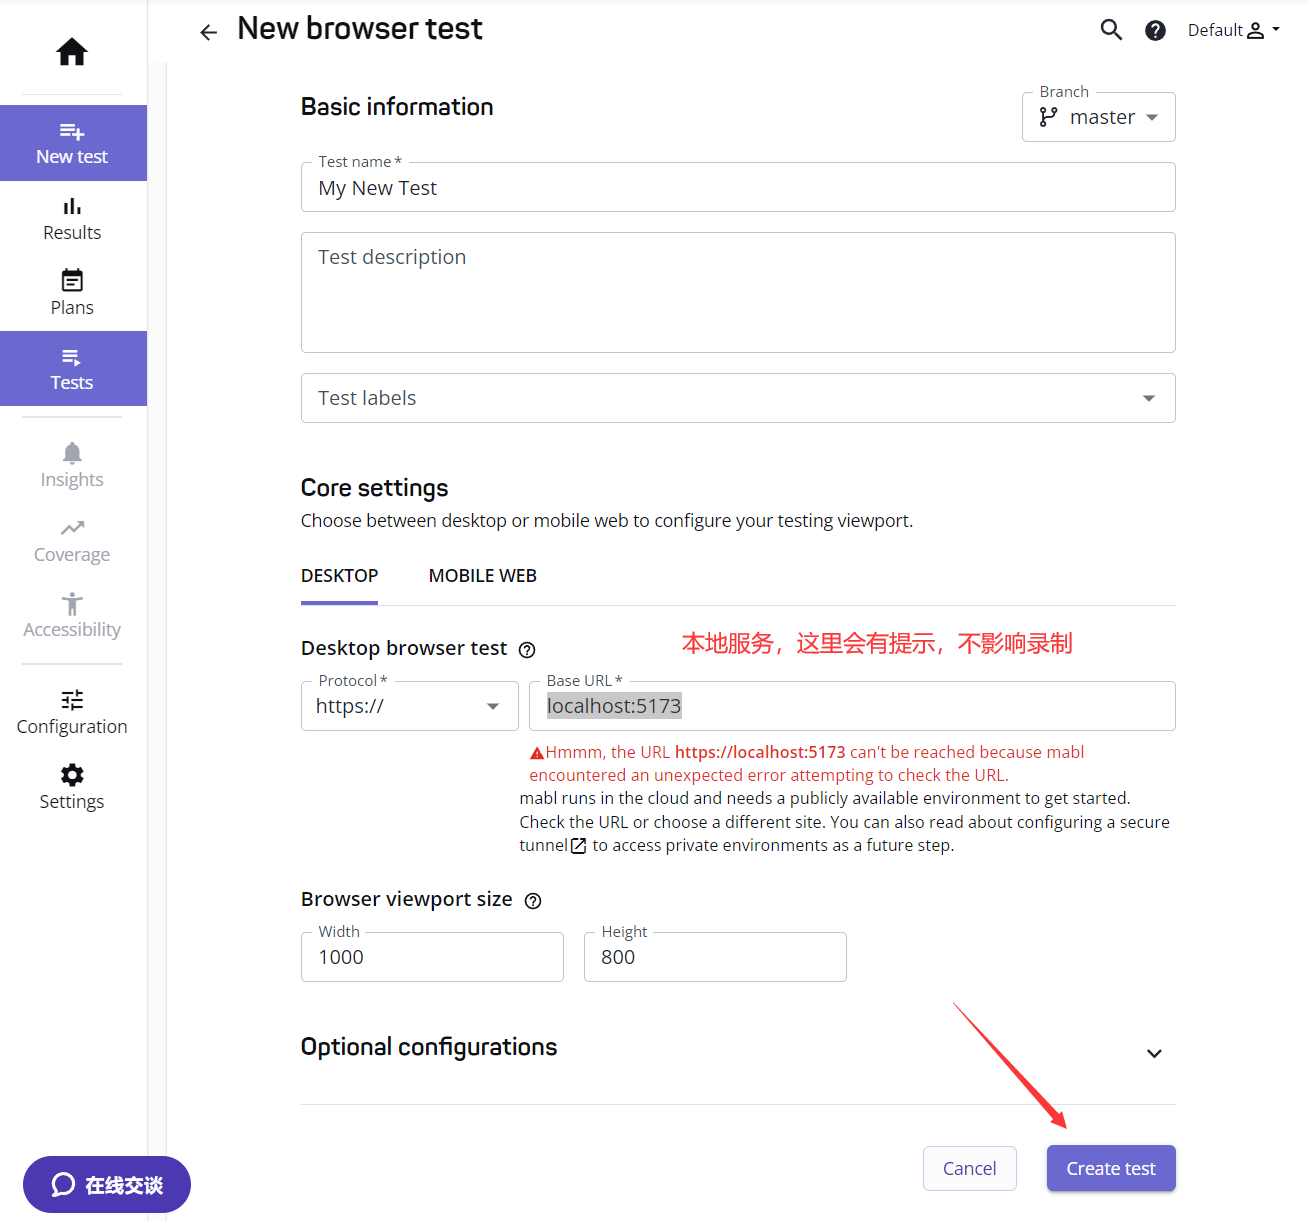 New browser test
Default
New test
Results
Plans
Tests
Insights
Coverage
Accessibility
Configuration
Settings
在线交谈
Basic information
Branch
master
Test name *
My New Test
Test description
Test labels
Core settings
Choose between desktop or mobile web to configure your testing viewport.
DESKTOP MOBILE WEB
Desktop browser test
本地服务，这里会有提示，不影响录制
Protocol *
https://
Base URL *
localhost:5173
Hmmm, the URL https://localhost:5173 can't be reached because mabl
encountered an unexpected error attempting to check the URL.
mabl runs in the cloud and needs a publicly available environment to get started.
Check the URL or choose a different site. You can also read about configuring a secure
tunnel to access private environments as a future step.
Browser viewport size
Width
1000
Height
800
Optional configurations
Cancel
Create test